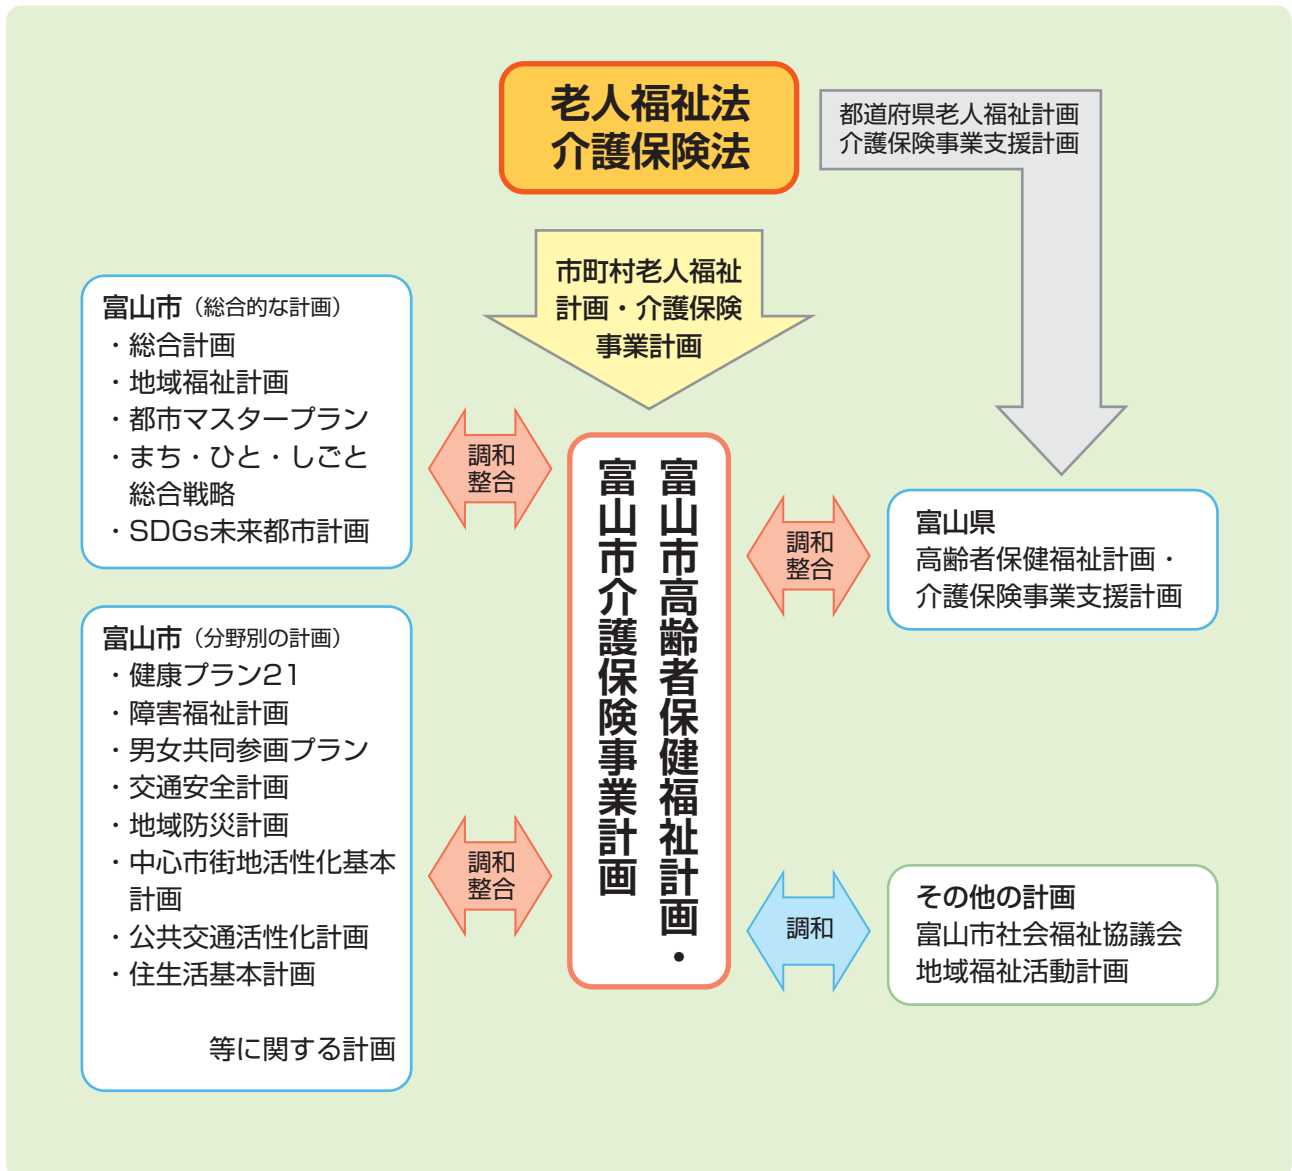 老人福祉法
介護保険法
都道府県老人福祉計画
介護保険事業支援計画
市町村老人福祉
計画・介護保険
事業計画
富山市（総合的な計画）
・総合計画
・地域福祉計画
・都市マスタープラン
・まち・ひと・しごと
総合戦略
・SDGs未来都市計画
調和
整合
富山市高齢者保健福祉計画・
富山市介護保険事業計画
調和
整合
富山県
高齢者保健福祉計画・
介護保険事業支援計画
富山市（分野別の計画）
・健康プラン21
・障害福祉計画
・男女共同参画プラン
・交通安全計画
・地域防災計画
・中心市街地活性化基本
計画
・公共交通活性化計画
・住生活基本計画
等に関する計画
調和
整合
調和
その他の計画
富山市社会福祉協議会
地域福祉活動計画